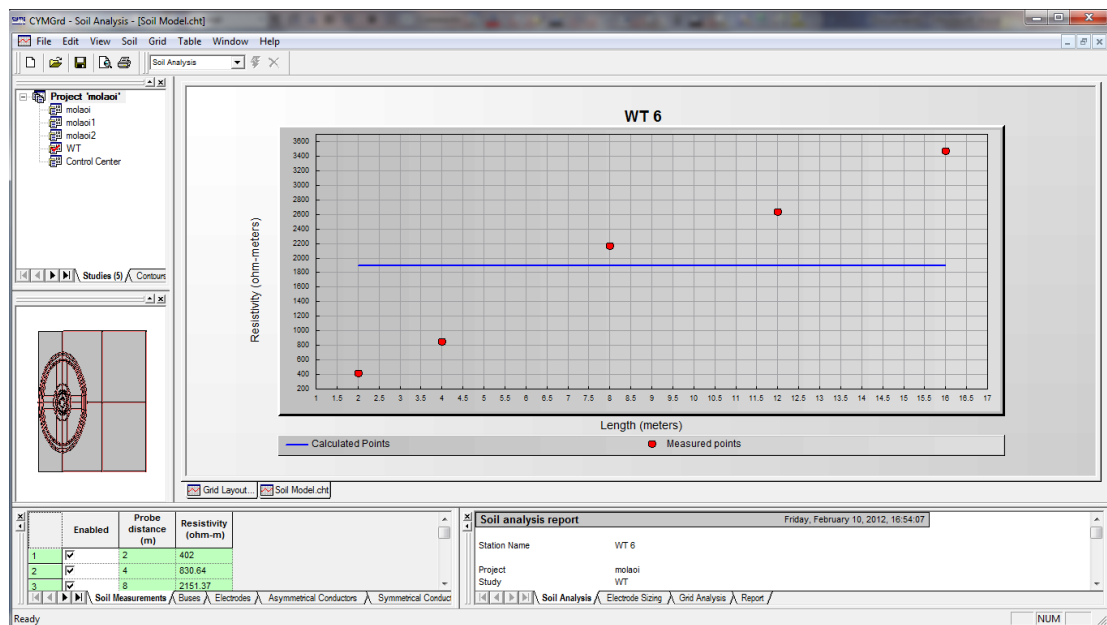 CYMGrd - Soil Analysis - [Soil Model.cht]
File Edit View Soil Grid Table Window Help
Soil Analysis
Project 'molaoi'
molaoi
molaoi1
molaoi2
WT
Control Center
Studies (5) Contours
WT 6
Resistivity (ohm-meters)
3600
3400
3200
3000
2800
2600
2400
2200
2000
1800
1600
1400
1200
1000
800
600
400
200
1 1.5 2 2.5 3 3.5 4 4.5 5 5.5 6 6.5 7 7.5 8 8.5 9 9.5 10 10.5 11 11.5 12 12.5 13 13.5 14 14.5 15 15.5 16 16.5 17
Length (meters)
Calculated Points Measured points
Grid Layout... Soil Model.cht
Enabled Probe distance (m) Resistivity (ohm-m)
1 2 402
2 4 830.64
3 8 2151.37
Soil Measurements Buses Electrodes Asymmetrical Conductors Symmetrical Conduc
Soil analysis report Friday, February 10, 2012, 16:54:07
Station Name WT 6
Project molaoi
Study WT
Soil Analysis Electrode Sizing Grid Analysis Report
Ready NUM